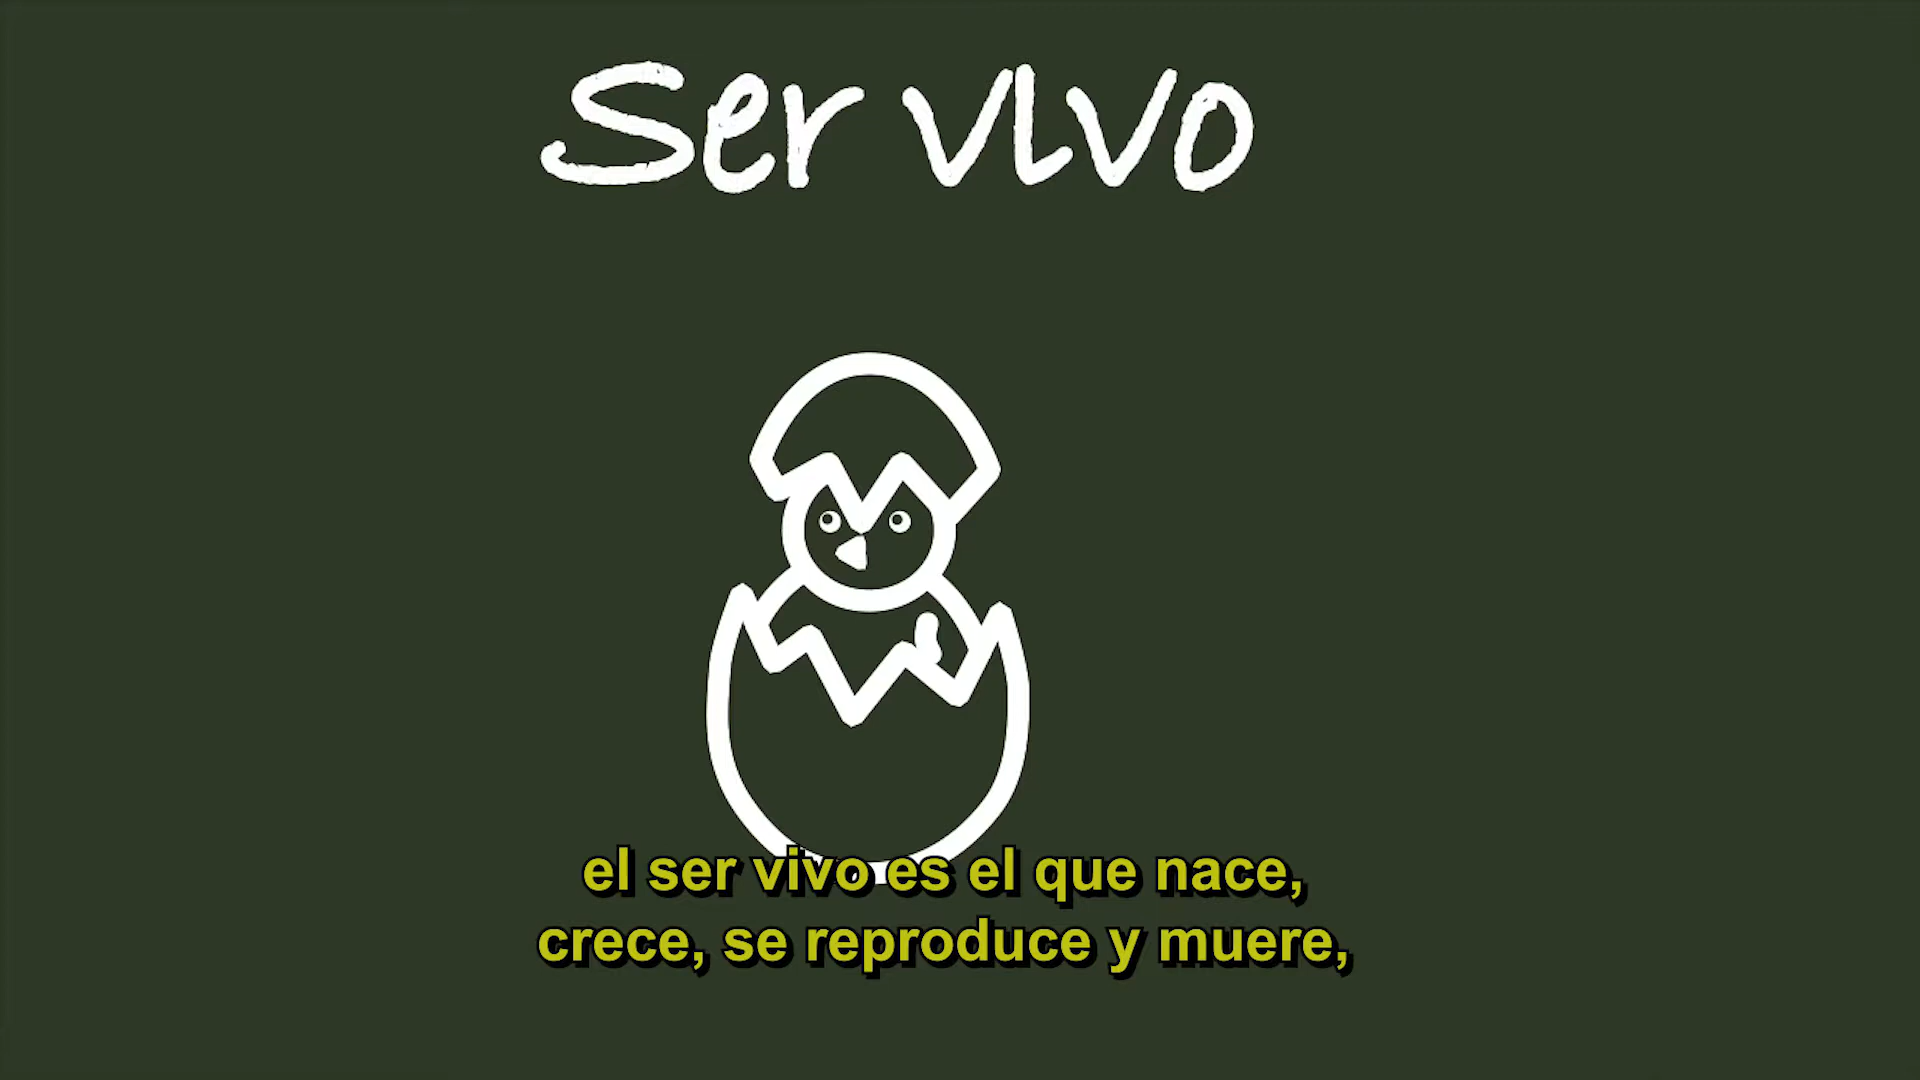 Ser vivo
el ser vivo es el que nace,
crece, se reproduce y muere,